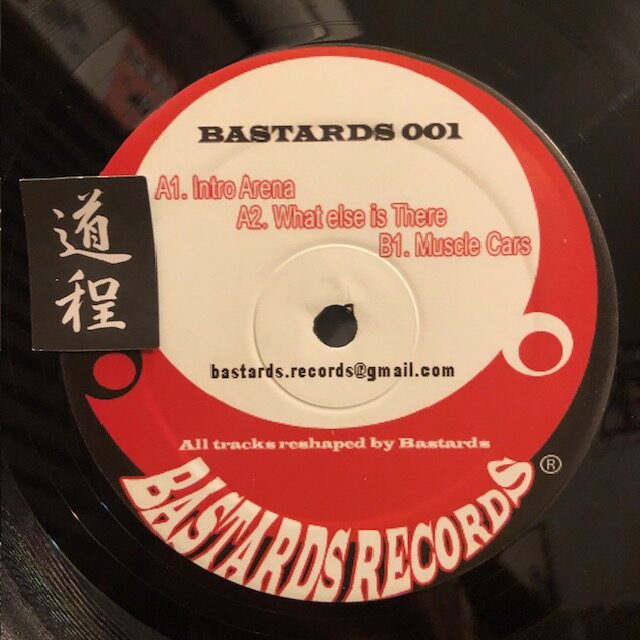 BASTARDS 001
A1. Intro Arena
A2. What else is There
B1. Muscle Cars
道程
bastards.records@gmail.com
All tracks reshaped by Bastards
BASTARDS RECORDS ®